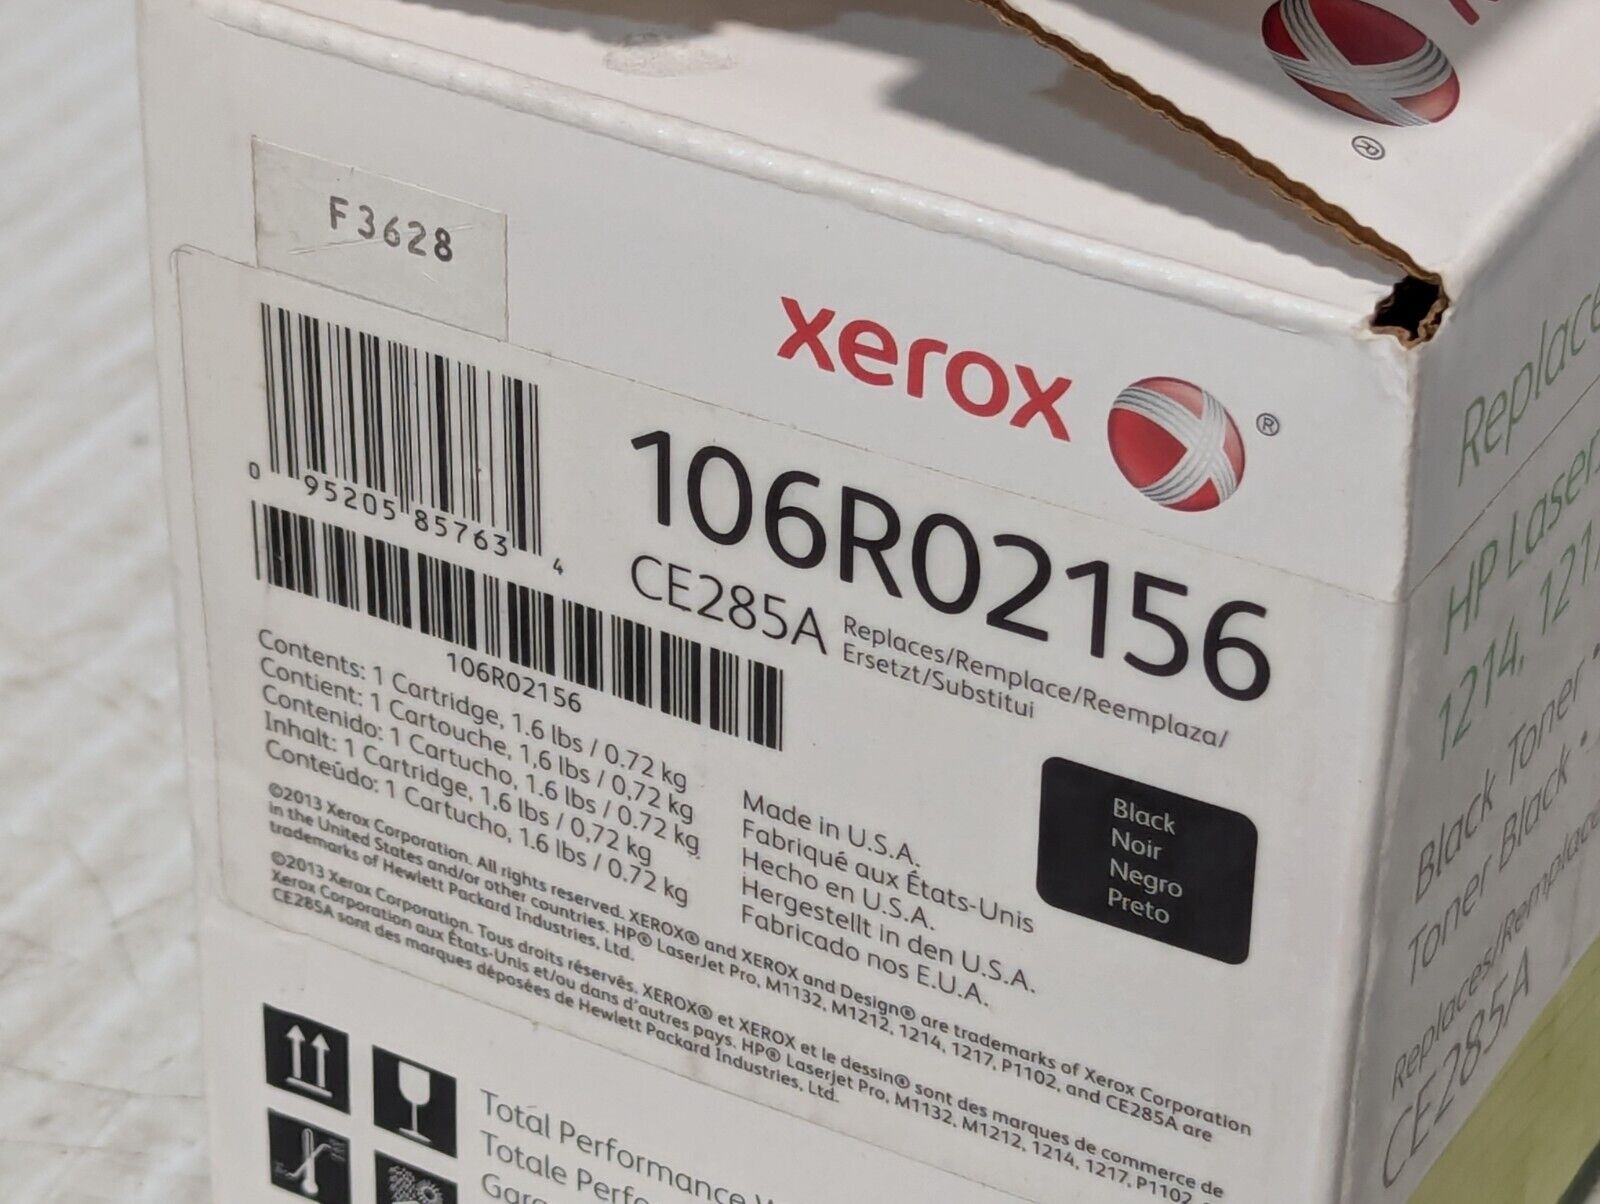 F3628
xerox ®
0 95205 85763 4
106R02156
CE285A Replaces/Remplace/Reemplaza/
Ersetzt/Substitui
106R02156
Contents: 1 Cartridge, 1.6 lbs / 0.72 kg
Contient: 1 Cartouche, 1,6 lbs / 0,72 kg
Contenido: 1 Cartucho, 1.6 lbs / 0.72 kg
Inhalt: 1 Cartridge, 1,6 lbs / 0,72 kg
Conteúdo: 1 Cartucho, 1.6 lbs / 0.72 kg
Made in U.S.A.
Fabriqué aux États-Unis
Hecho en U.S.A.
Hergestellt in den U.S.A.
Fabricado nos E.U.A.
Black
Noir
Negro
Preto
©2013 Xerox Corporation. All rights reserved. XEROX® and XEROX and Design® are trademarks of Xerox Corporation
in the United States and/or other countries. HP® LaserJet Pro, M1132, M1212, 1214, 1217, P1102, and CE285A are
trademarks of Hewlett Packard Industries, Ltd.
©2013 Xerox Corporation. Tous droits réservés. XEROX® et XEROX et le dessin® sont des marques de commerce de
Xerox Corporation aux États-Unis et/ou dans d'autres pays. HP® LaserJet Pro, M1132, M1212, 1214, 1217, P1102
CE285A sont des marques déposées de Hewlett Packard Industries, Ltd.
Total Performance
Totale
®
HP
1214,
Black Toner •
Toner Black •
CE285A